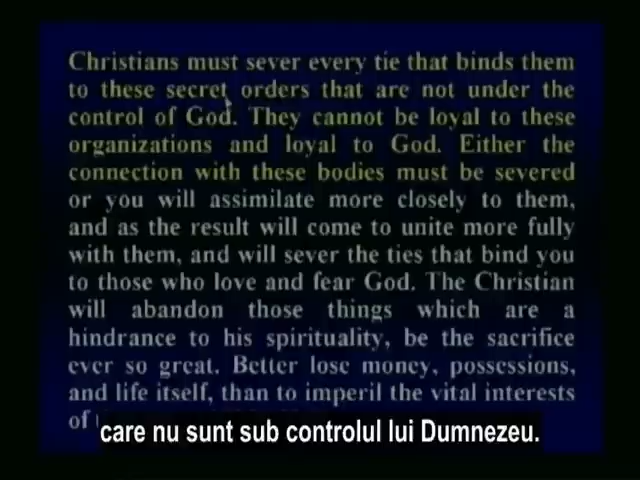 Christians must sever every tie that binds them
to these secret orders that are not under the
control of God. They cannot be loyal to these
organizations and loyal to God. Either the
connection with these bodies must be severed
or you will assimilate more closely to them,
and as the result will come to unite more fully
with them, and will sever the ties that bind you
to those who love and fear God. The Christian
will abandon those things which are a
hindrance to his spirituality, be the sacrifice
ever so great. Better lose money, possessions,
and life itself, than to imperil the vital interests
of
care nu sunt sub controlul lui Dumnezeu.